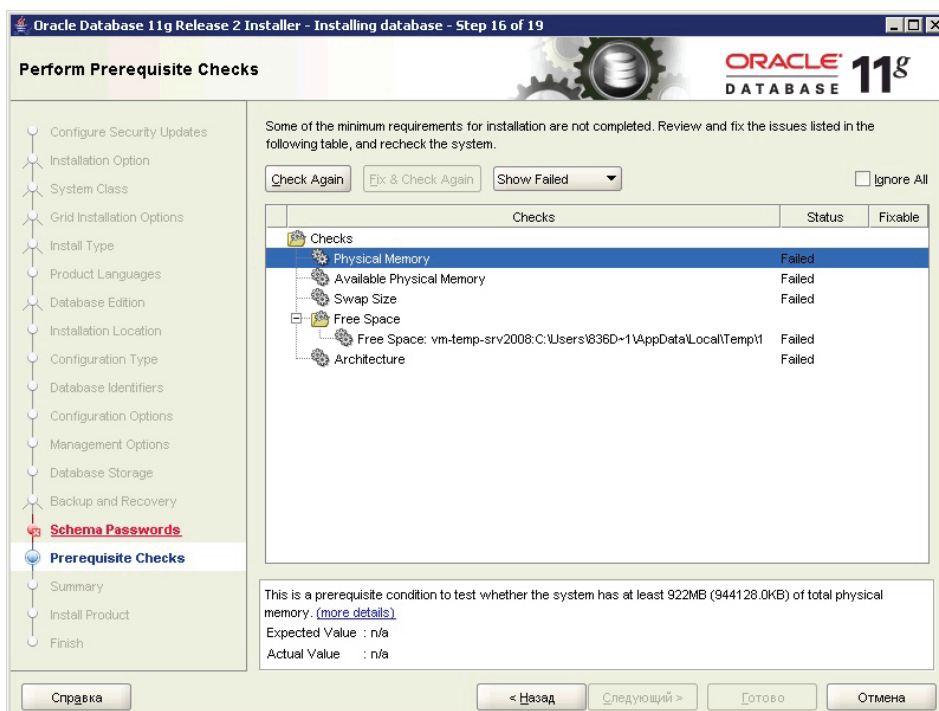 Oracle Database 11g Release 2 Installer - Installing database - Step 16 of 19
Perform Prerequisite Checks
ORACLE
DATABASE
11g
Configure Security Updates
Installation Option
System Class
Grid Installation Options
Install Type
Product Languages
Database Edition
Installation Location
Configuration Type
Database Identifiers
Configuration Options
Management Options
Database Storage
Backup and Recovery
Schema Passwords
Prerequisite Checks
Summary
Install Product
Finish
Some of the minimum requirements for installation are not completed. Review and fix the issues listed in the
following table, and recheck the system.
Check Again Fix & Check Again Show Failed Ignore All
Checks Status Fixable
Checks
Physical Memory Failed
Available Physical Memory Failed
Swap Size Failed
Free Space
Free Space: vm-temp-srv2008:C:\Users\836D~1\AppData\Local\Temp\1 Failed
Architecture Failed
This is a prerequisite condition to test whether the system has at least 922MB (944128.0KB) of total physical
memory. (more details)
Expected Value : n/a
Actual Value : n/a
Справка < Назад Следующий > Готово Отмена